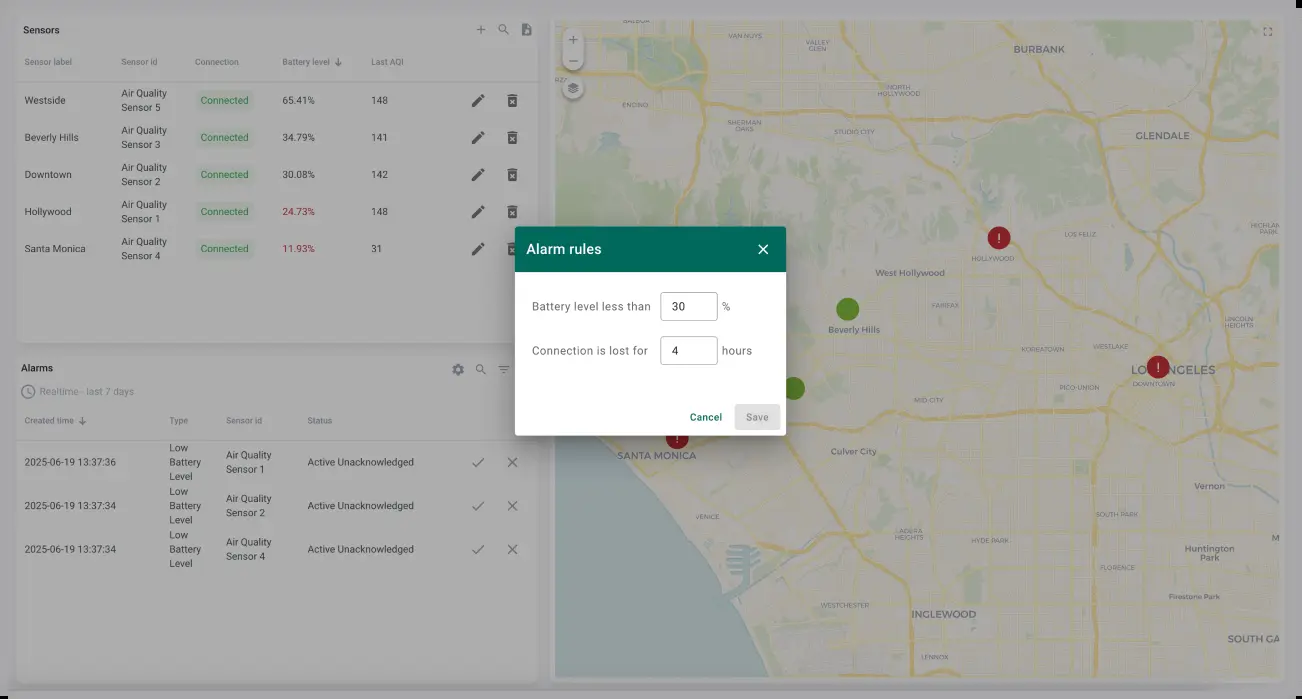 Sensors
Sensor label Sensor id Connection Battery level Last AQI
Westside Air Quality Sensor 5 Connected 65.41% 148
Beverly Hills Air Quality Sensor 3 Connected 34.79% 141
Downtown Air Quality Sensor 2 Connected 30.08% 142
Hollywood Air Quality Sensor 1 Connected 24.73% 148
Santa Monica Air Quality Sensor 4 Connected 11.93% 31
Alarm rules
Battery level less than 30 %
Connection is lost for 4 hours
Cancel Save
Alarms
Realtime - last 7 days
Created time Type Sensor id Status
2025-06-19 13:37:36 Low Battery Level Air Quality Sensor 1 Active Unacknowledged
2025-06-19 13:37:34 Low Battery Level Air Quality Sensor 2 Active Unacknowledged
2025-06-19 13:37:34 Low Battery Level Air Quality Sensor 4 Active Unacknowledged
VAN NUYS
VALLEY GLEN
BURBANK
NORTH HOLLYWOOD
ENCINO
SHERMAN OAKS
STUDIO CITY
GLENDALE
HIGHLAND PARK
LOS FELIZ
HOLLYWOOD
West Hollywood
FAIRFAX
LINCOLN HEIGHTS
Beverly Hills
KOREATOWN
WESTLAKE
LOS ANGELES
DOWNTOWN
PICO-UNION
MID-CITY
SANTA MONICA
Culver City
Vernon
VENICE
SOUTH PARK
LADERA HEIGHTS
HYDE PARK
Huntington Park
FLORENCE
Firestone Park
WESTCHESTER
INGLEWOOD
SOUTH GA
LENNOX